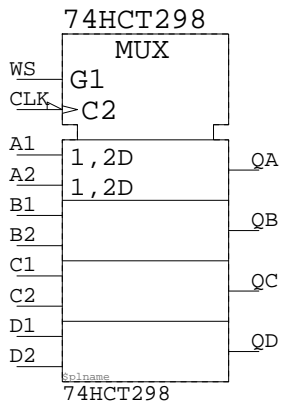 74HCT298
MUX
WS
G1
CLK
C2
A1
1,2D
QA
A2
1,2D
B1
QB
B2
C1
QC
C2
D1
QD
D2
$plname
74HCT298